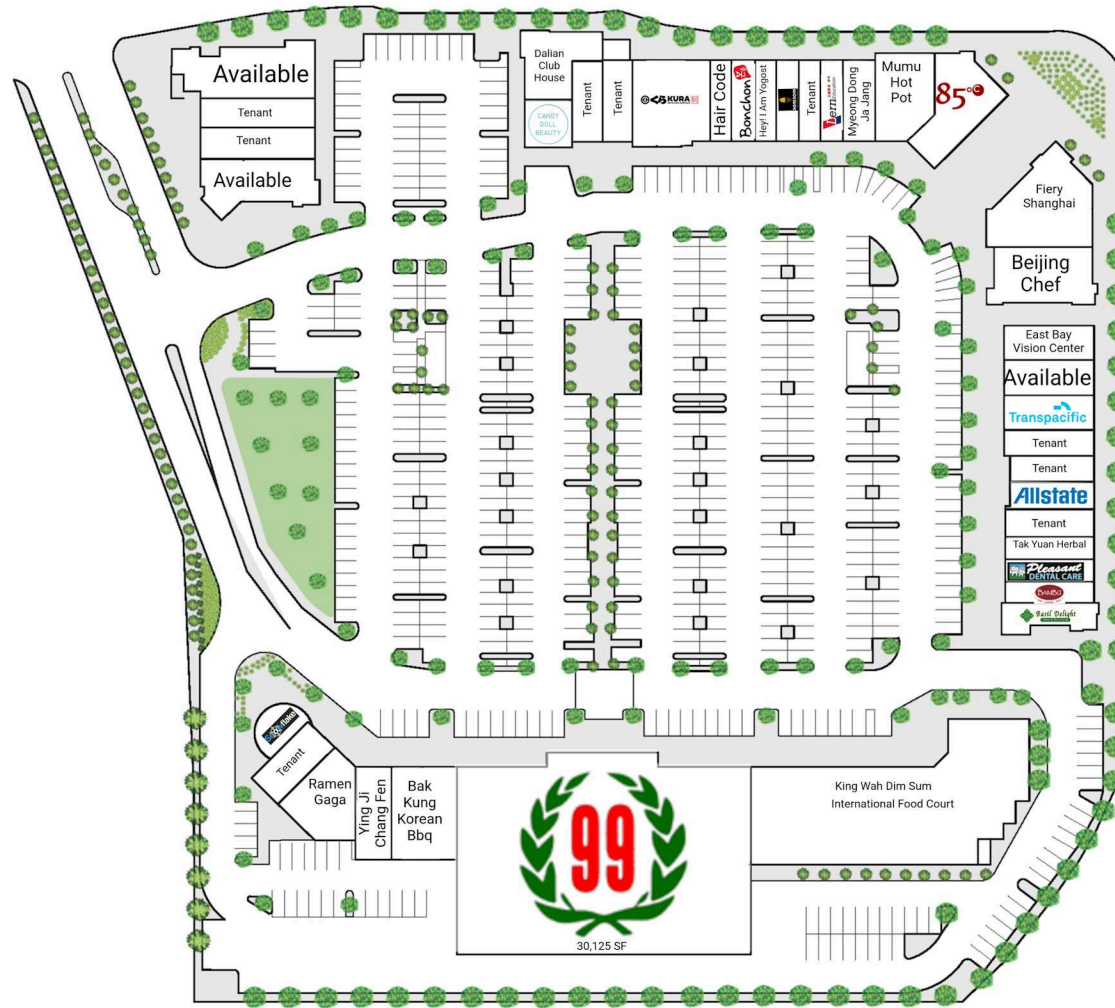 Available
Tenant
Tenant
Available
Dalian
Club
House
CANDY
DOLL
BEAUTY
Tenant
Tenant
くら KURA
Hair Code
Bonchon
Hey! I Am Yogost
Tenant
Myeong Dong
Ja Jang
Mumu
Hot
Pot
85°C
Fiery
Shanghai
Beijing
Chef
East Bay
Vision Center
Available
Transpacific
Tenant
Tenant
Allstate
Tenant
Tak Yuan Herbal
Pleasant
DENTAL CARE
BAMBU
Basil Delight
Tenant
Ramen
Gaga
Ying Ji
Chang Fen
Bak
Kung
Korean
Bbq
99
30,125 SF
King Wah Dim Sum
International Food Court